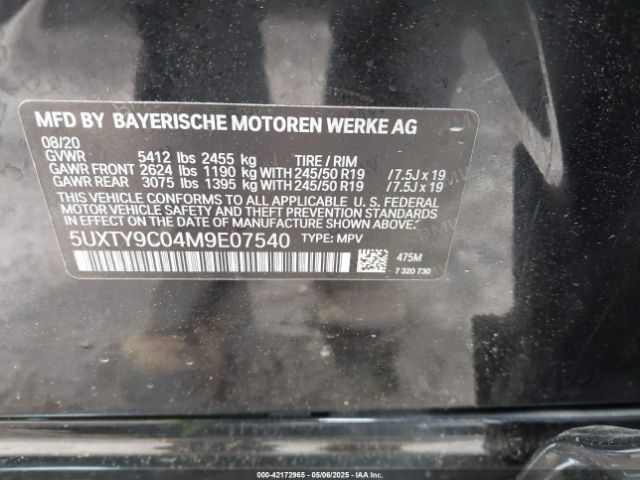 MFD BY BAYERISCHE MOTOREN WERKE AG
08/20
GVWR 5412 lbs 2455 kg TIRE / RIM
GAWR FRONT 2624 lbs 1190 kg WITH 245/50 R19 /7.5J x 19
GAWR REAR 3075 lbs 1395 kg WITH 245/50 R19 /7.5J x 19
THIS VEHICLE CONFORMS TO ALL APPLICABLE U. S. FEDERAL
MOTOR VEHICLE SAFETY AND THEFT PREVENTION STANDARDS
IN EFFECT ON THE DATE OF MANUFACTURE SHOWN ABOVE.
5UXTY9C04M9E07540 TYPE: MPV
475M
7 320 730
000-42172965 05/06/2025 IAAI.COM